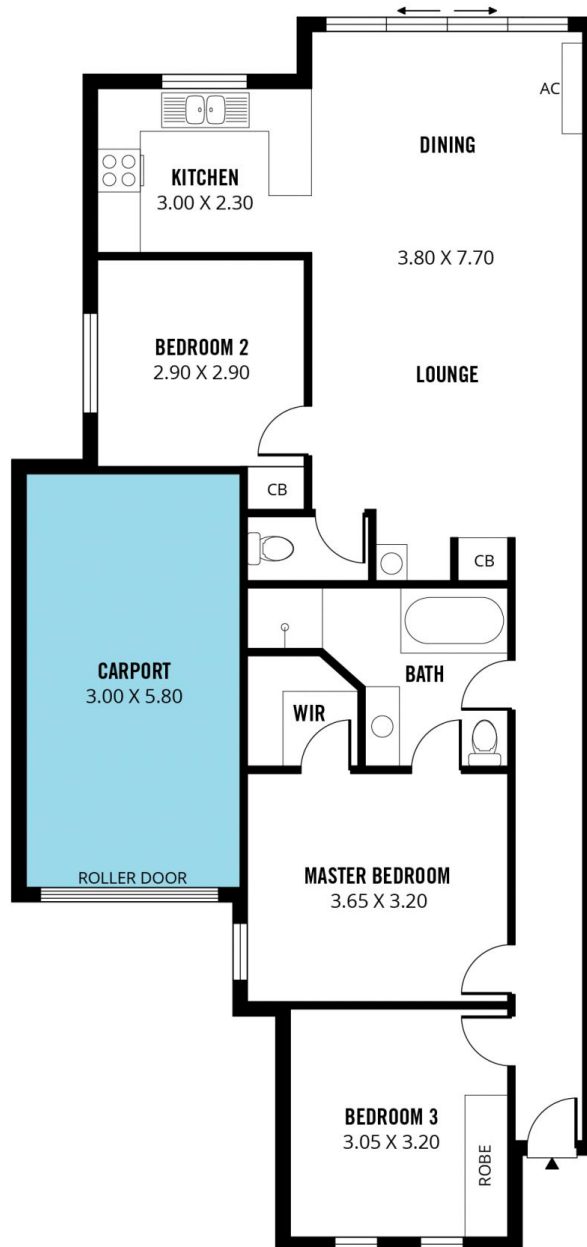 AC
DINING
KITCHEN
3.00 X 2.30
3.80 X 7.70
BEDROOM 2
2.90 X 2.90
LOUNGE
CB
CB
CARPORT
3.00 X 5.80
BATH
WIR
ROLLER DOOR
MASTER BEDROOM
3.65 X 3.20
BEDROOM 3
3.05 X 3.20
ROBE